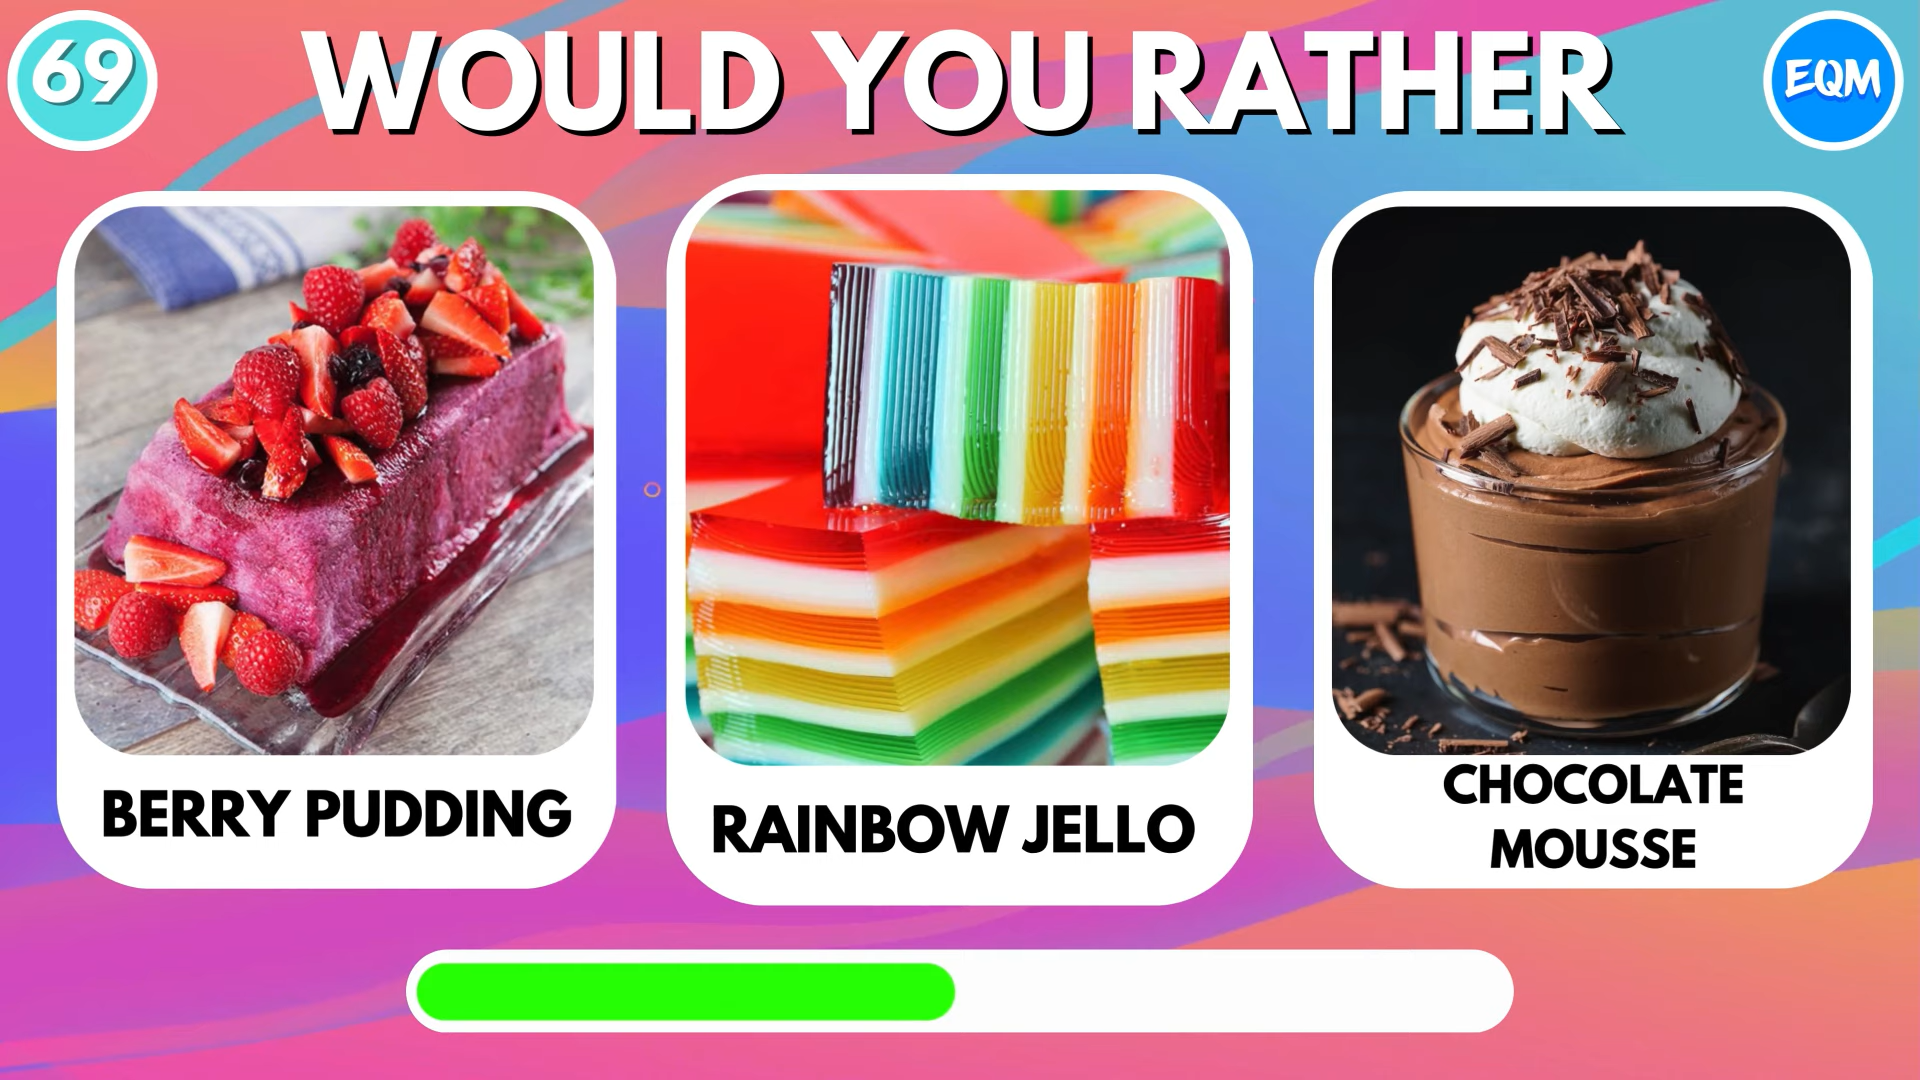 69
WOULD YOU RATHER
EQM
BERRY PUDDING
RAINBOW JELLO
CHOCOLATE
MOUSSE